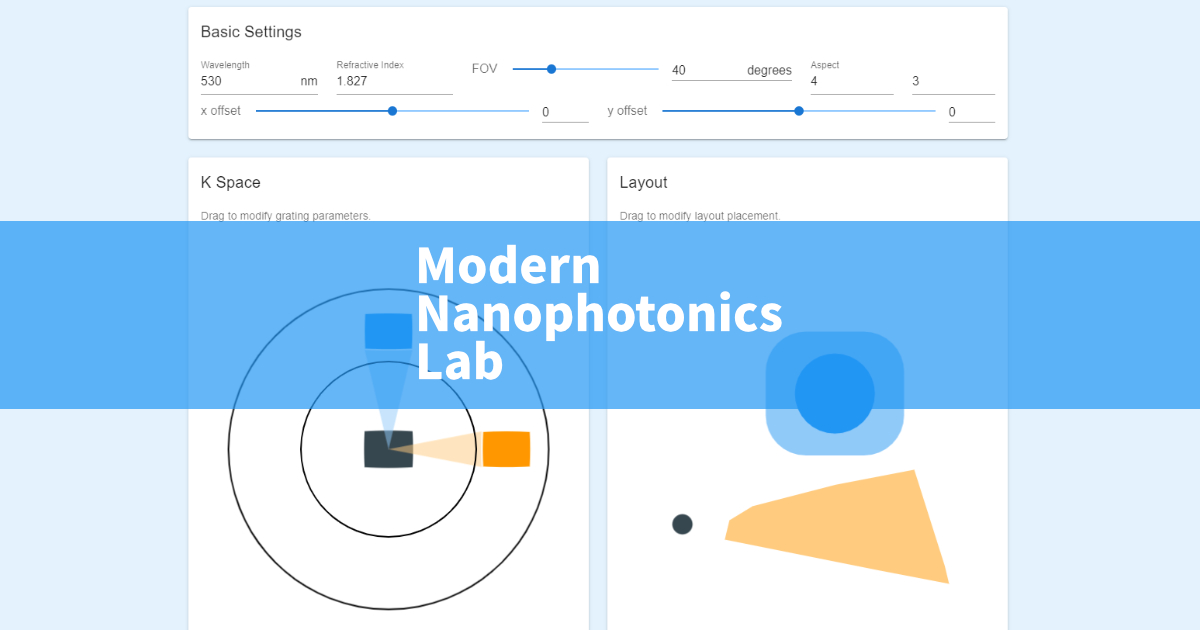 Basic Settings
Wavelength
530 nm
Refractive Index
1.827
FOV
40 degrees
Aspect
4
3
x offset
0
y offset
0
K Space
Drag to modify grating parameters.
Layout
Drag to modify layout placement.
Modern
Nanophotonics
Lab